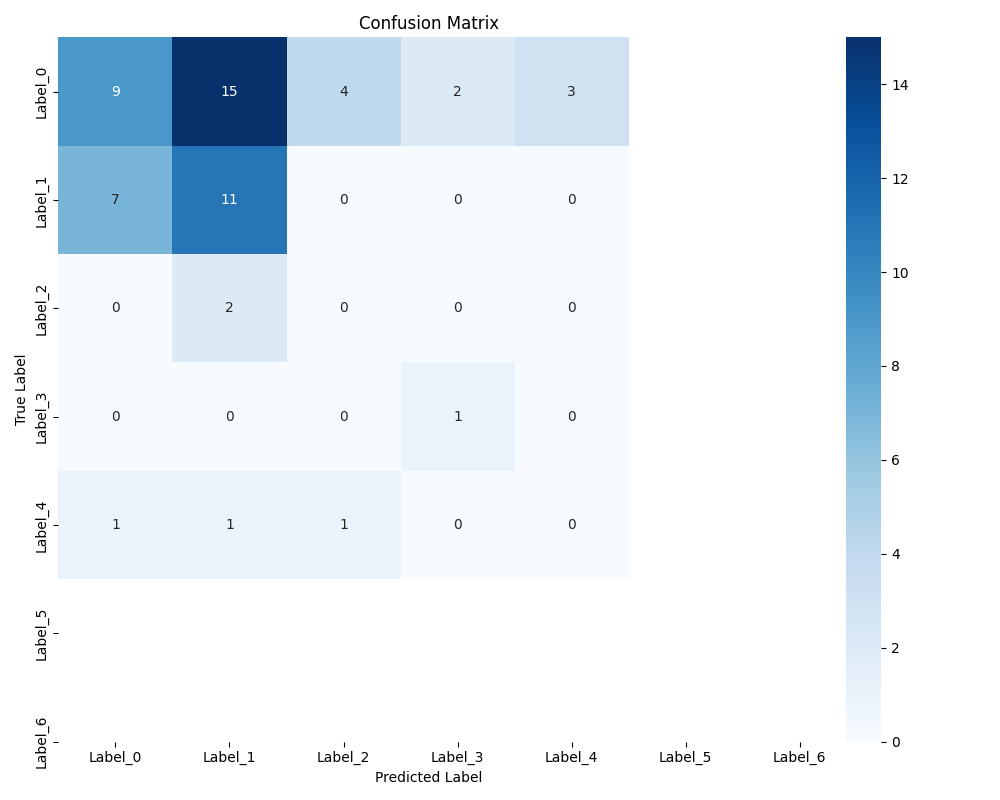 Confusion Matrix
Label_0 9 15 4 2 3
Label_1 7 11 0 0 0
Label_2 0 2 0 0 0
Label_3 0 0 0 1 0
Label_4 1 1 1 0 0
Label_5
Label_6
True Label
Label_0 Label_1 Label_2 Label_3 Label_4 Label_5 Label_6
Predicted Label
14
12
10
8
6
4
2
0